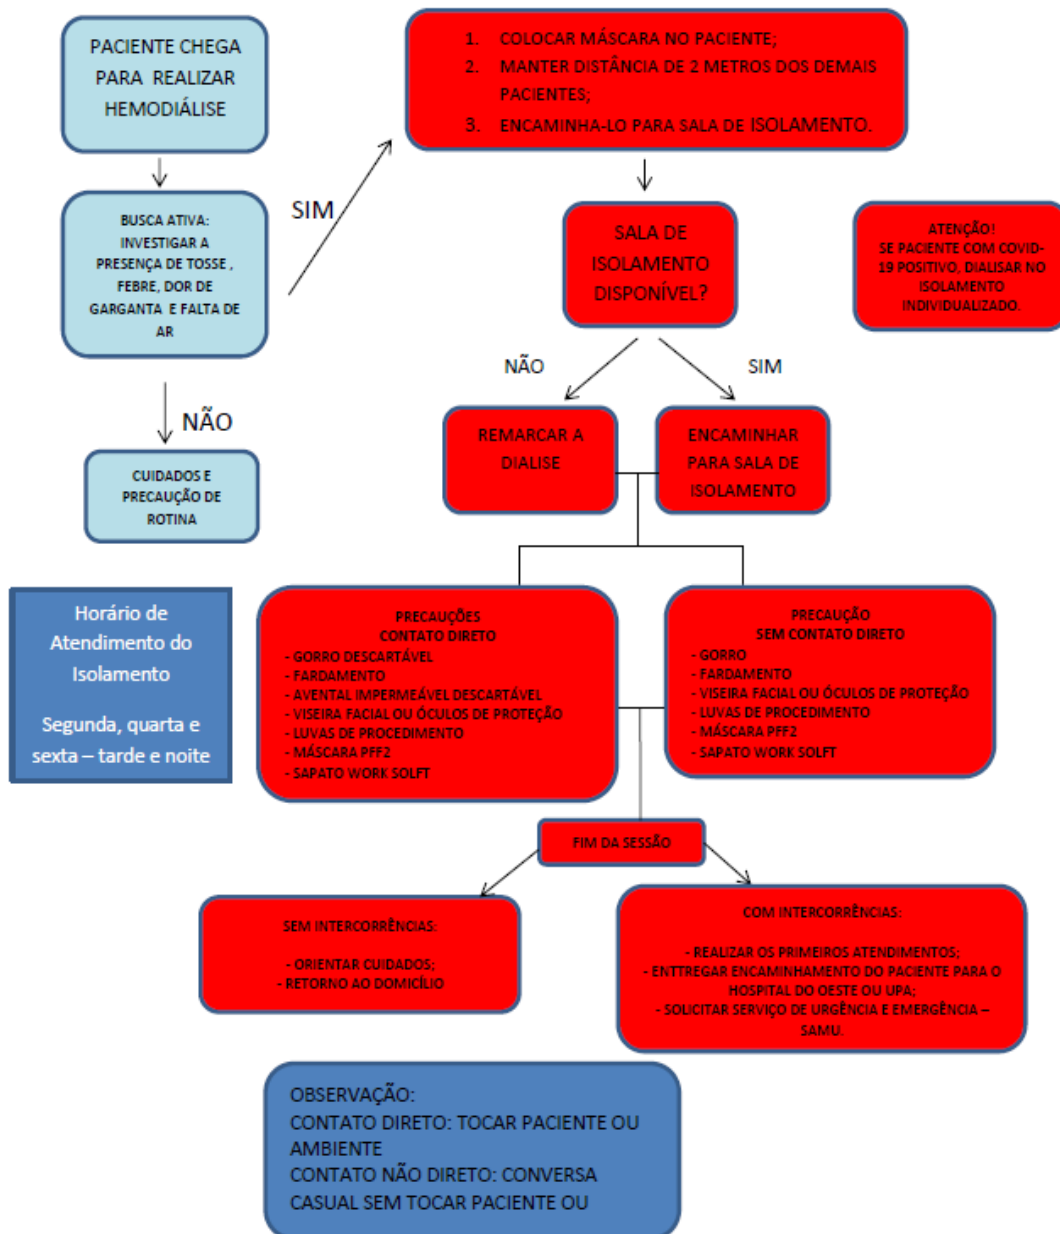 PACIENTE CHEGA
PARA REALIZAR
HEMODIÁLISE
1. COLOCAR MÁSCARA NO PACIENTE;
2. MANTER DISTÂNCIA DE 2 METROS DOS DEMAIS
PACIENTES;
3. ENCAMINHA-LO PARA SALA DE ISOLAMENTO.
BUSCA ATIVA:
INVESTIGAR A
PRESENÇA DE TOSSE ,
FEBRE, DOR DE
GARGANTA E FALTA DE
AR
SIM
SALA DE
ISOLAMENTO
DISPONÍVEL?
ATENÇÃO!
SE PACIENTE COM COVID-
19 POSITIVO, DIALISAR NO
ISOLAMENTO
INDIVIDUALIZADO.
NÃO
SIM
NÃO
REMARCAR A
DIALISE
ENCAMINHAR
PARA SALA DE
ISOLAMENTO
CUIDADOS E
PRECAUÇÃO DE
ROTINA
Horário de
Atendimento do
Isolamento
Segunda, quarta e
sexta – tarde e noite
PRECAUÇÕES
CONTATO DIRETO
- GORRO DESCARTÁVEL
- FARDAMENTO
- AVENTAL IMPERMEÁVEL DESCARTÁVEL
- VISEIRA FACIAL OU ÓCULOS DE PROTEÇÃO
- LUVAS DE PROCEDIMENTO
- MÁSCARA PFF2
- SAPATO WORK SOLFT
PRECAUÇÃO
SEM CONTATO DIRETO
- GORRO
- FARDAMENTO
- VISEIRA FACIAL OU ÓCULOS DE PROTEÇÃO
- LUVAS DE PROCEDIMENTO
- MÁSCARA PFF2
- SAPATO WORK SOLFT
FIM DA SESSÃO
SEM INTERCORRÊNCIAS:
- ORIENTAR CUIDADOS;
- RETORNO AO DOMICÍLIO
COM INTERCORRÊNCIAS:
- REALIZAR OS PRIMEIROS ATENDIMENTOS;
- ENTTREGAR ENCAMINHAMENTO DO PACIENTE PARA O
HOSPITAL DO OESTE OU UPA;
- SOLICITAR SERVIÇO DE URGÊNCIA E EMERGÊNCIA –
SAMU.
OBSERVAÇÃO:
CONTATO DIRETO: TOCAR PACIENTE OU
AMBIENTE
CONTATO NÃO DIRETO: CONVERSA
CASUAL SEM TOCAR PACIENTE OU